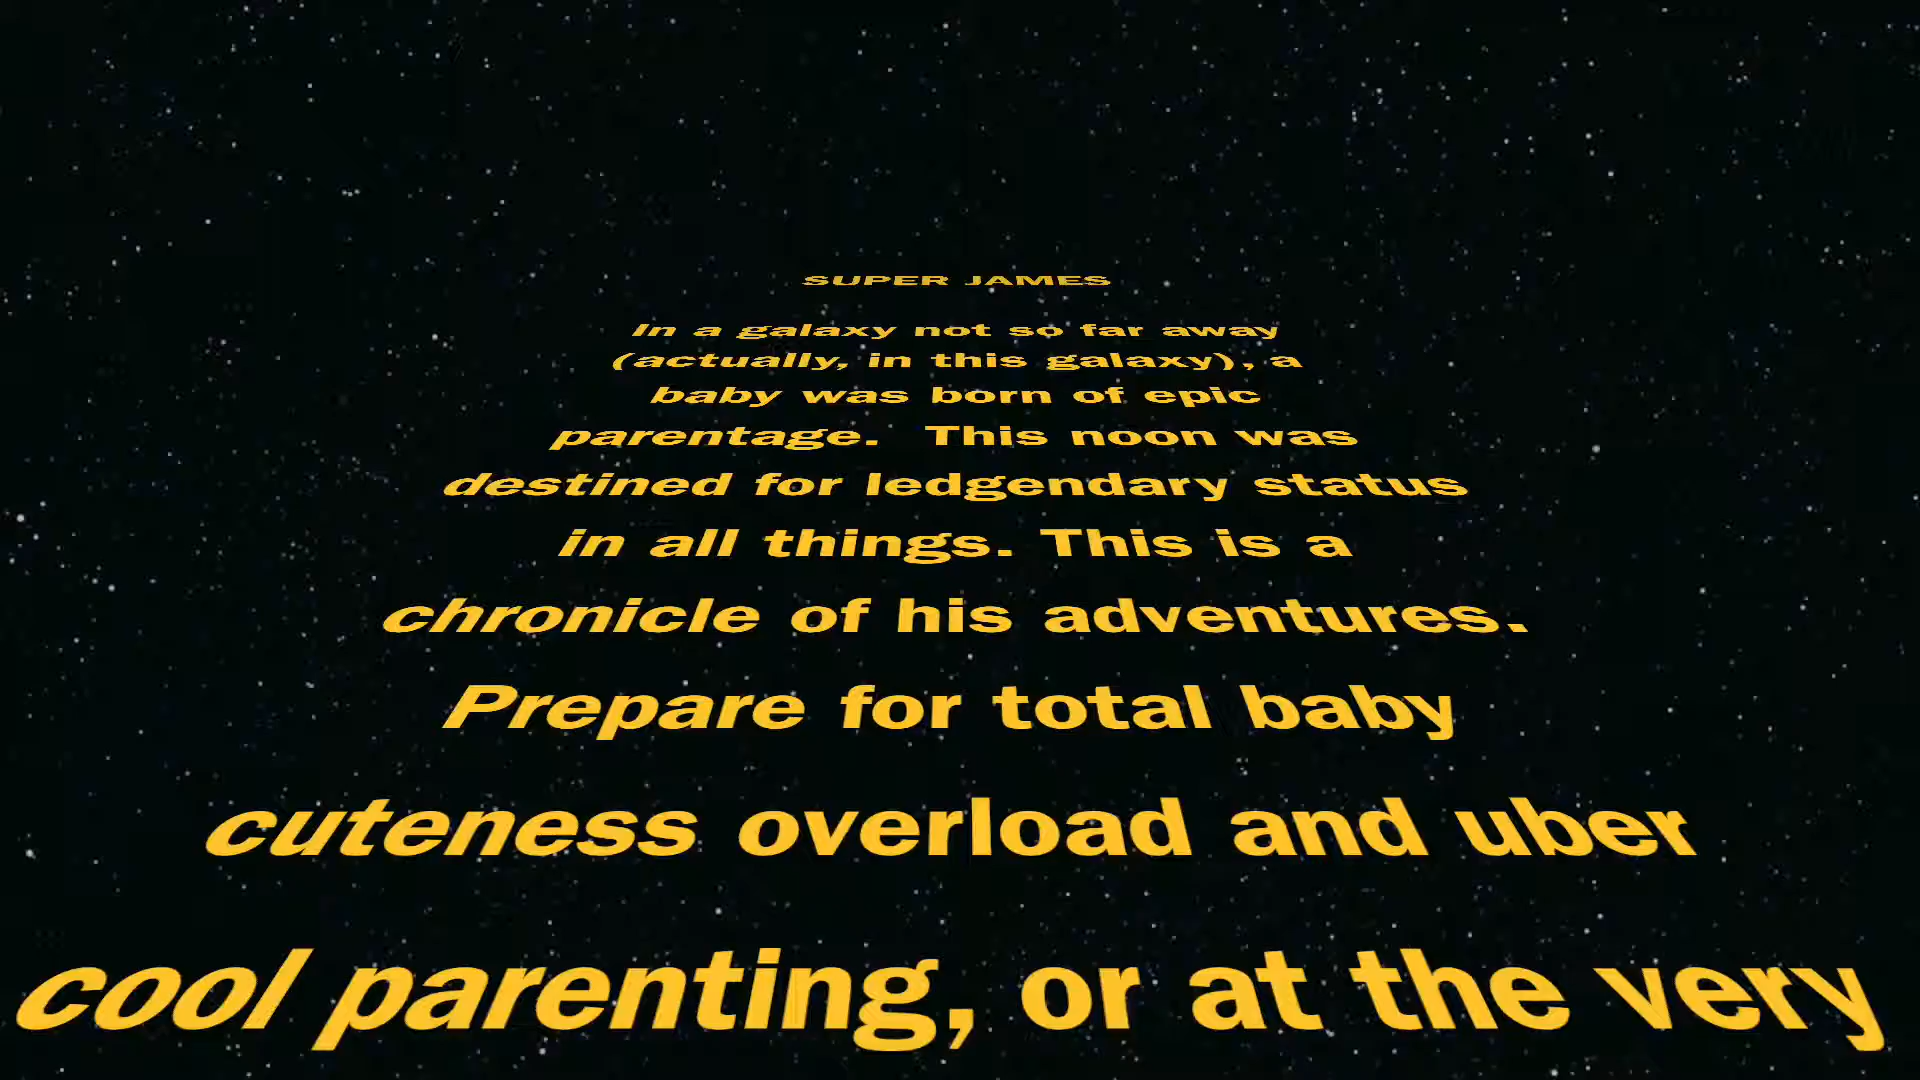 SUPER JAMES
In a galaxy not so far away
(actually, in this galaxy), a
baby was born of epic
parentage.  This noon was
destined for ledgendary status
in all things. This is a
chronicle of his adventures.
Prepare for total baby
cuteness overload and uber
cool parenting, or at the very